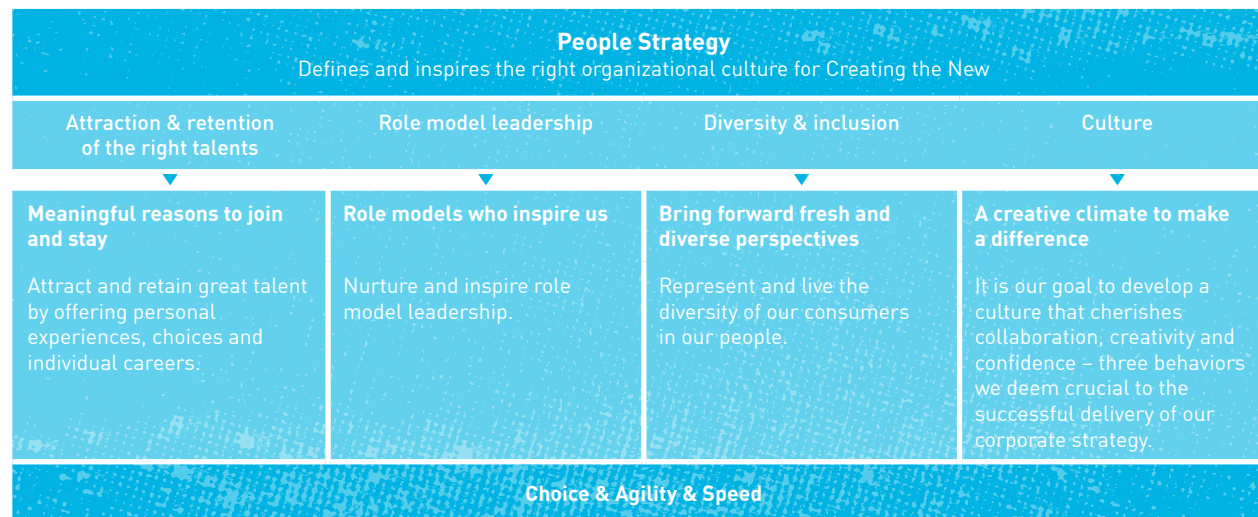 People Strategy
Defines and inspires the right organizational culture for Creating the New
Attraction & retention
of the right talents
Role model leadership
Diversity & inclusion
Culture
Meaningful reasons to join
and stay
Attract and retain great talent
by offering personal
experiences, choices and
individual careers.
Role models who inspire us
Nurture and inspire role
model leadership.
Bring forward fresh and
diverse perspectives
Represent and live the
diversity of our consumers
in our people.
A creative climate to make
a difference
It is our goal to develop a
culture that cherishes
collaboration, creativity and
confidence – three behaviors
we deem crucial to the
successful delivery of our
corporate strategy.
Choice & Agility & Speed